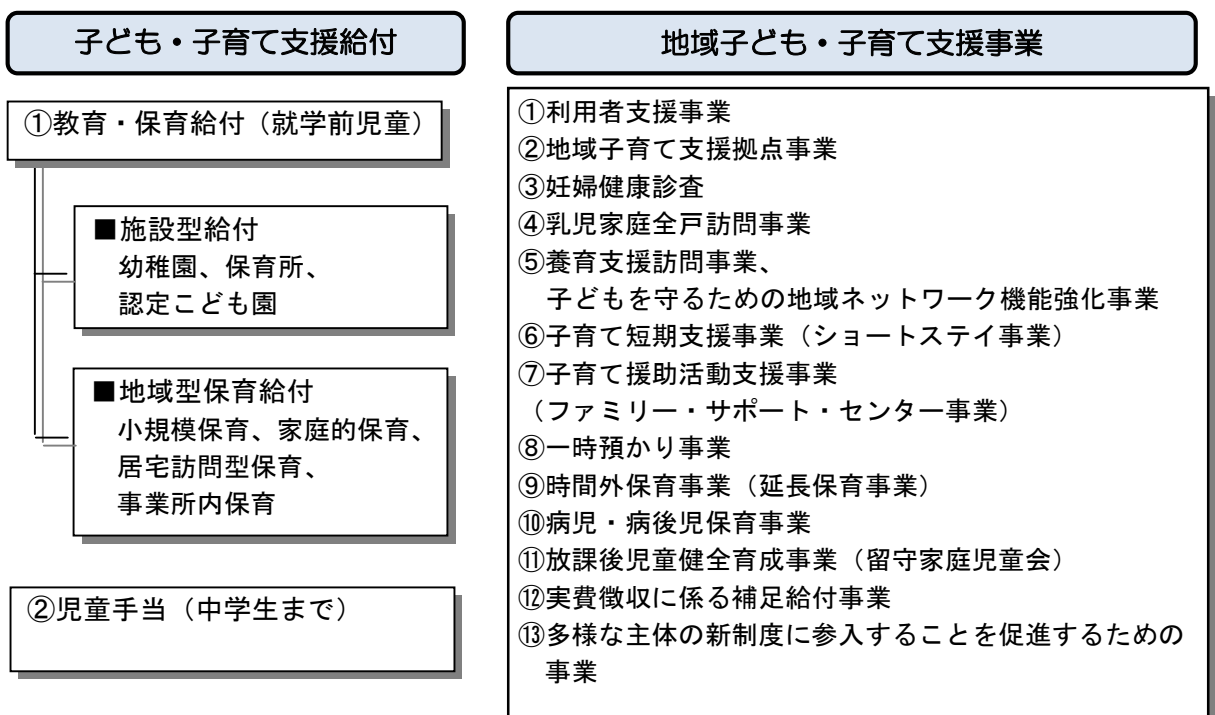 子ども・子育て支援給付
①教育・保育給付（就学前児童）
■施設型給付
幼稚園、保育所、
認定こども園
■地域型保育給付
小規模保育、家庭的保育、
居宅訪問型保育、
事業所内保育
②児童手当（中学生まで）
地域子ども・子育て支援事業
①利用者支援事業
②地域子育て支援拠点事業
③妊婦健康診査
④乳児家庭全戸訪問事業
⑤養育支援訪問事業、
子どもを守るための地域ネットワーク機能強化事業
⑥子育て短期支援事業（ショートステイ事業）
⑦子育て援助活動支援事業
（ファミリー・サポート・センター事業）
⑧一時預かり事業
⑨時間外保育事業（延長保育事業）
⑩病児・病後児保育事業
⑪放課後児童健全育成事業（留守家庭児童会）
⑫実費徴収に係る補足給付事業
⑬多様な主体の新制度に参入することを促進するための
事業